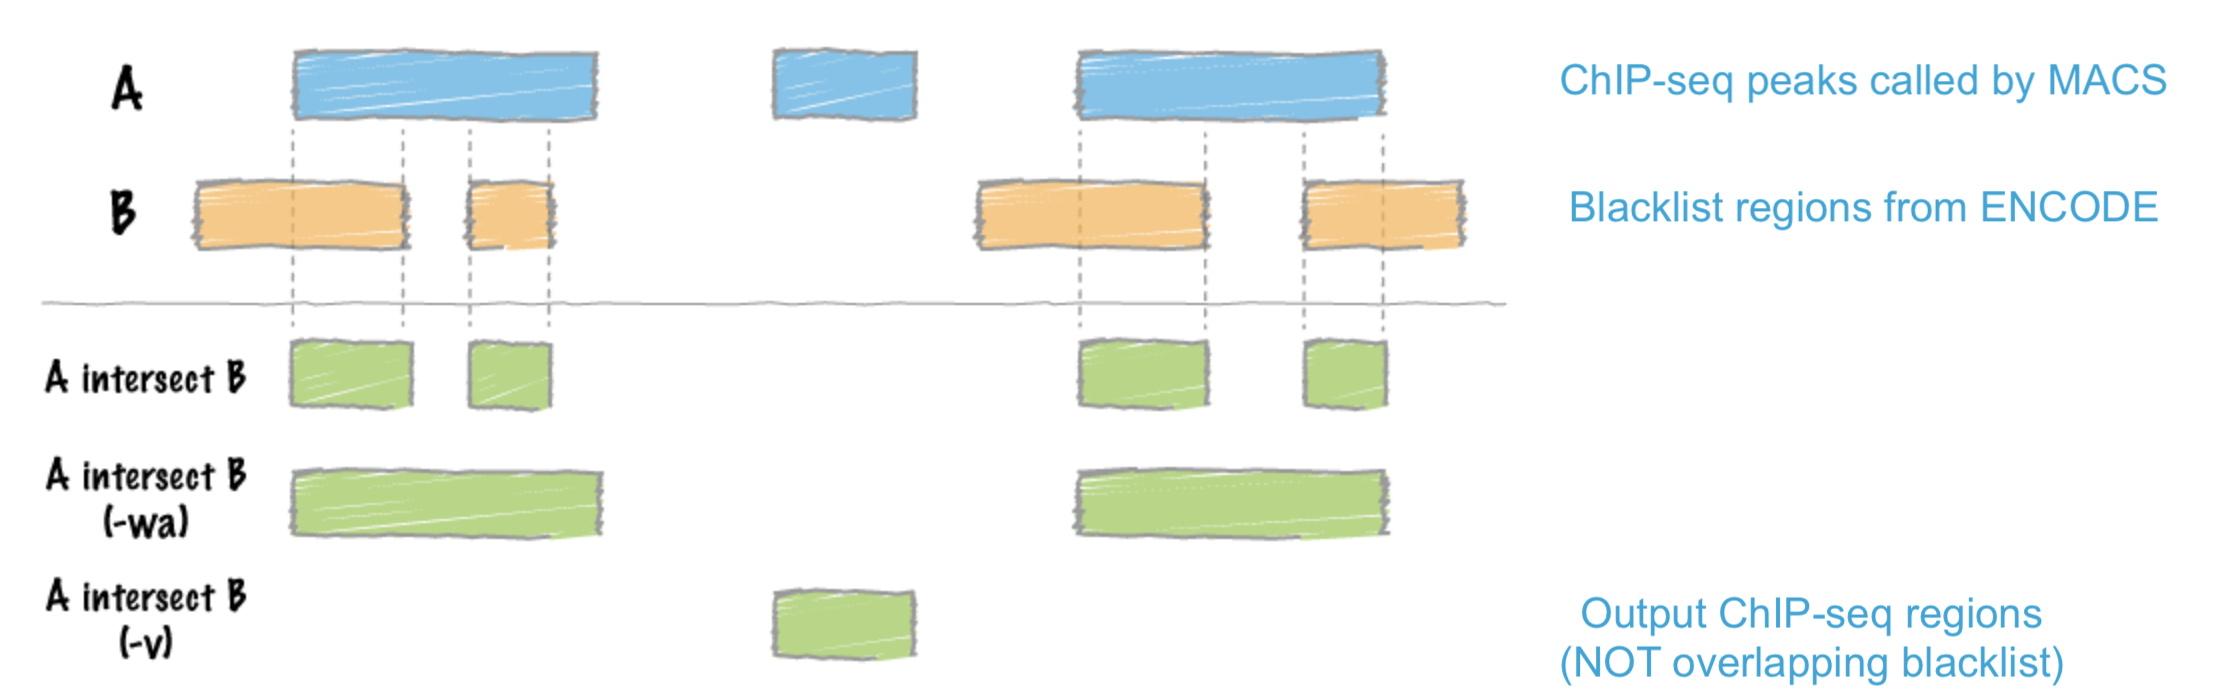 A
ChIP-seq peaks called by MACS
B
Blacklist regions from ENCODE
A intersect B
A intersect B
(-wa)
A intersect B
(-v)
Output ChIP-seq regions
(NOT overlapping blacklist)